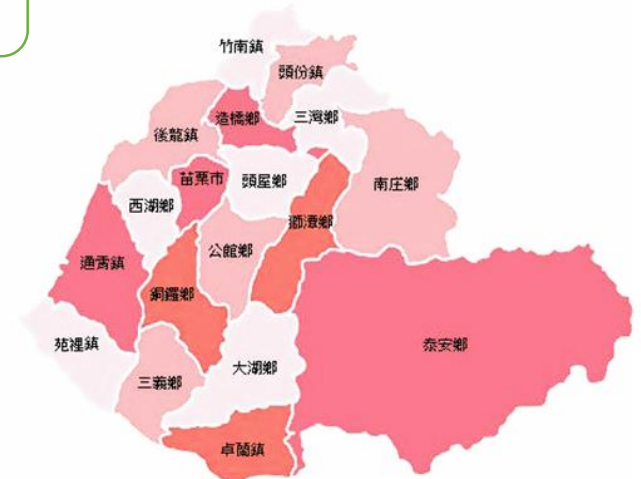 竹南鎮
頭份鎮
造橋鄉
三灣鄉
後龍鎮
苗栗市
頭屋鄉
南庄鄉
西湖鄉
獅潭鄉
公館鄉
通霄鎮
銅鑼鄉
苑裡鎮
泰安鄉
大湖鄉
三義鄉
卓蘭鎮